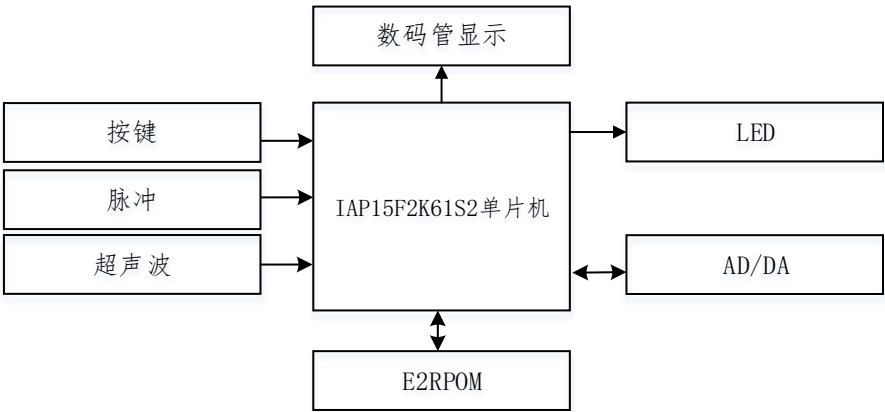 数码管显示
按键
LED
脉冲
IAP15F2K61S2单片机
超声波
AD/DA
E2RPOM